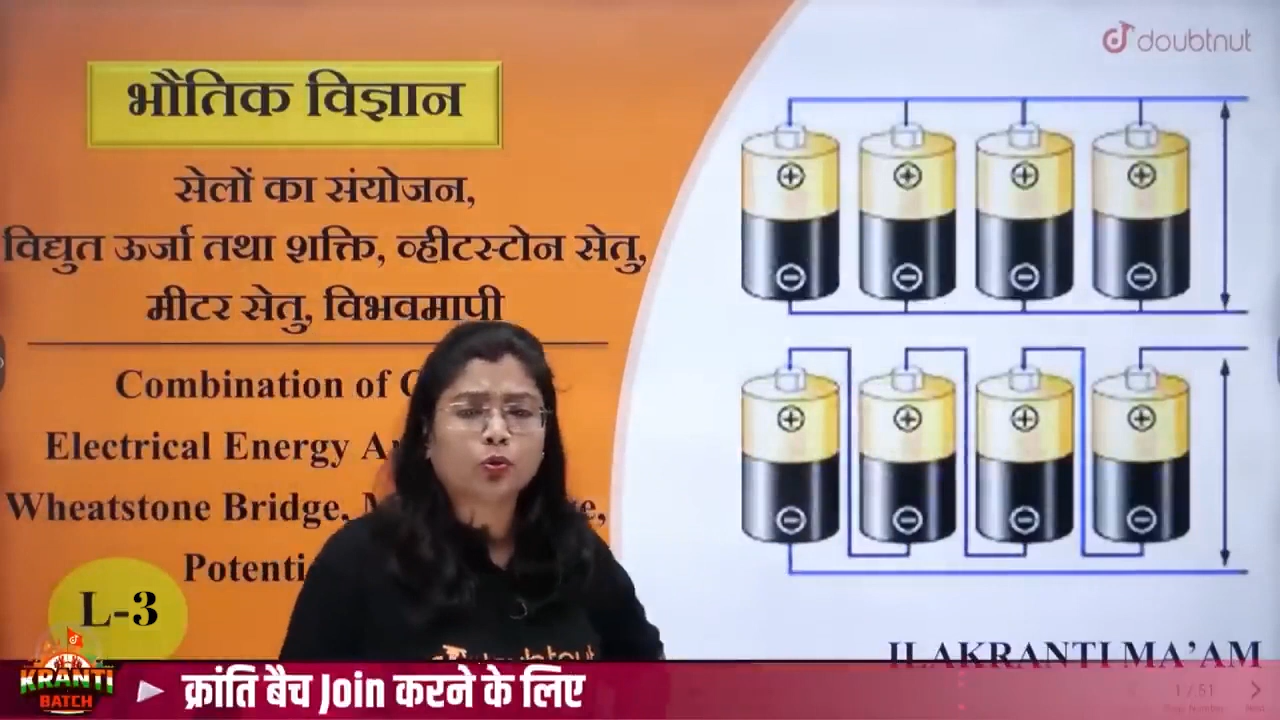 doubtnut
भौतिक विज्ञान
सेलों का संयोजन,
विद्युत ऊर्जा तथा शक्ति, व्हीटस्टोन सेतु,
मीटर सेतु, विभवमापी
Combination of
Electrical Energy
Wheatstone Bridge,
L-3
doubtnut
ILAKRANTI MA'AM
KRANTI
BATCH
क्रांति बैच Join करने के लिए
1 / 51